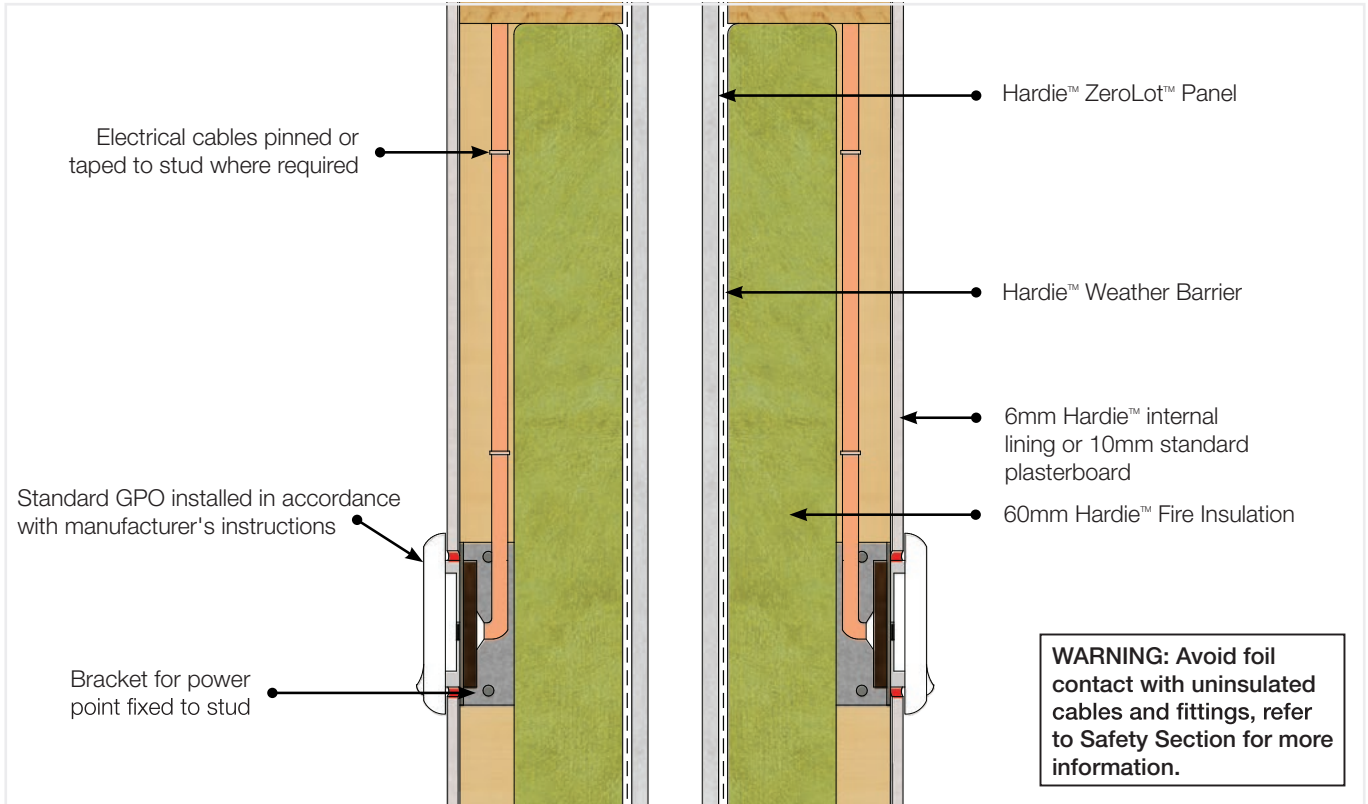 Electrical cables pinned or
taped to stud where required
Standard GPO installed in accordance
with manufacturer's instructions
Bracket for power
point fixed to stud
Hardie™ ZeroLot™ Panel
Hardie™ Weather Barrier
6mm Hardie™ internal
lining or 10mm standard
plasterboard
60mm Hardie™ Fire Insulation
WARNING: Avoid foil
contact with uninsulated
cables and fittings, refer
to Safety Section for more
information.